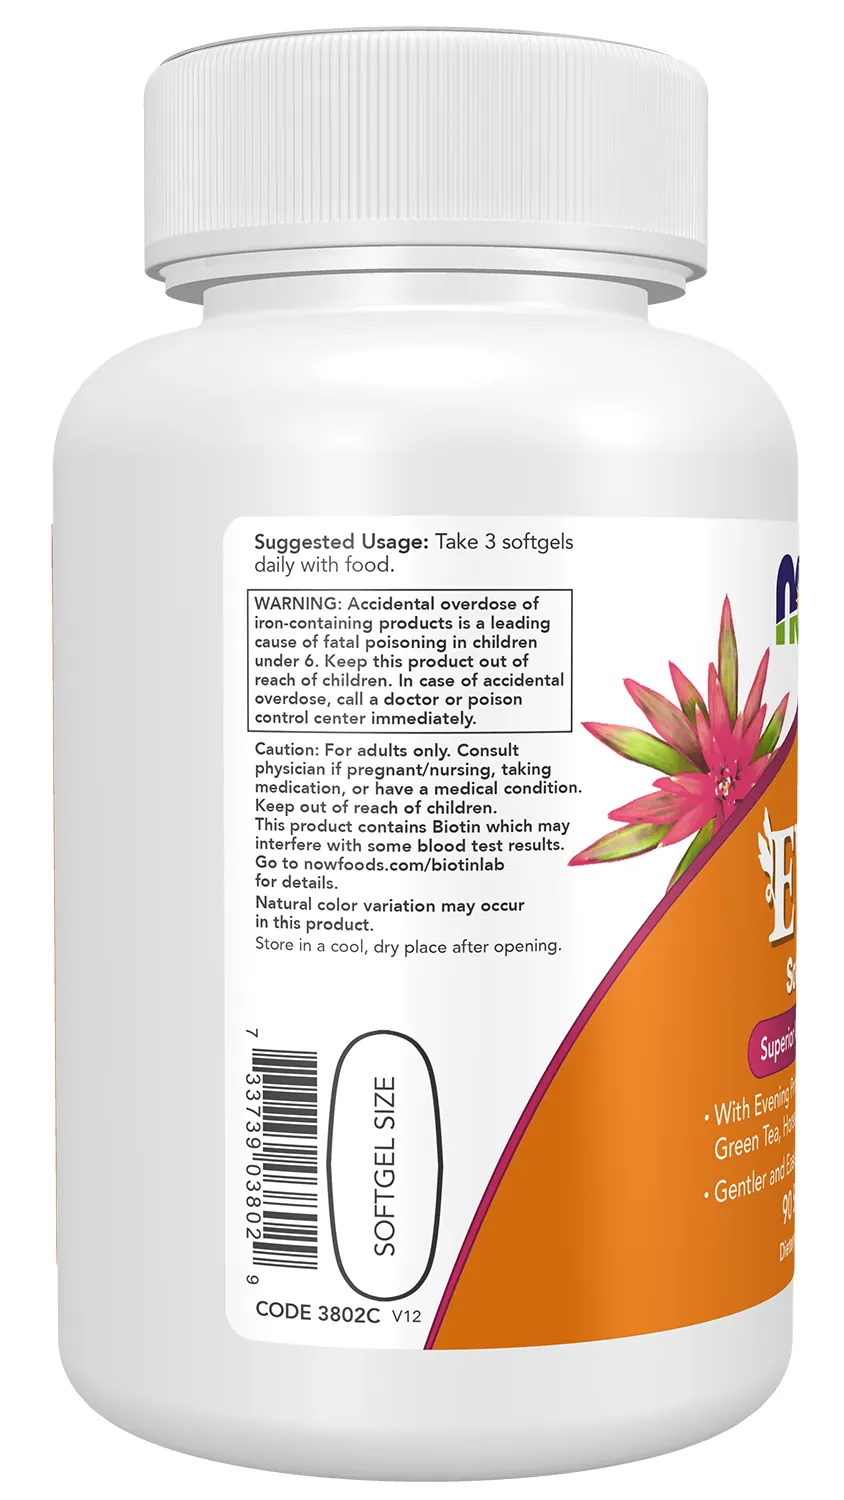 Suggested Usage: Take 3 softgels
daily with food.
WARNING: Accidental overdose of
iron-containing products is a leading
cause of fatal poisoning in children
under 6. Keep this product out of
reach of children. In case of accidental
overdose, call a doctor or poison
control center immediately.
Caution: For adults only. Consult
physician if pregnant/nursing, taking
medication, or have a medical condition.
Keep out of reach of children.
This product contains Biotin which may
interfere with some blood test results.
Go to nowfoods.com/biotinlab
for details.
Natural color variation may occur
in this product.
Store in a cool, dry place after opening.
7 33739 03802 9
SOFTGEL SIZE
CODE 3802C V12
Superior
• With Evening
Green Tea,
• Gentler and
90